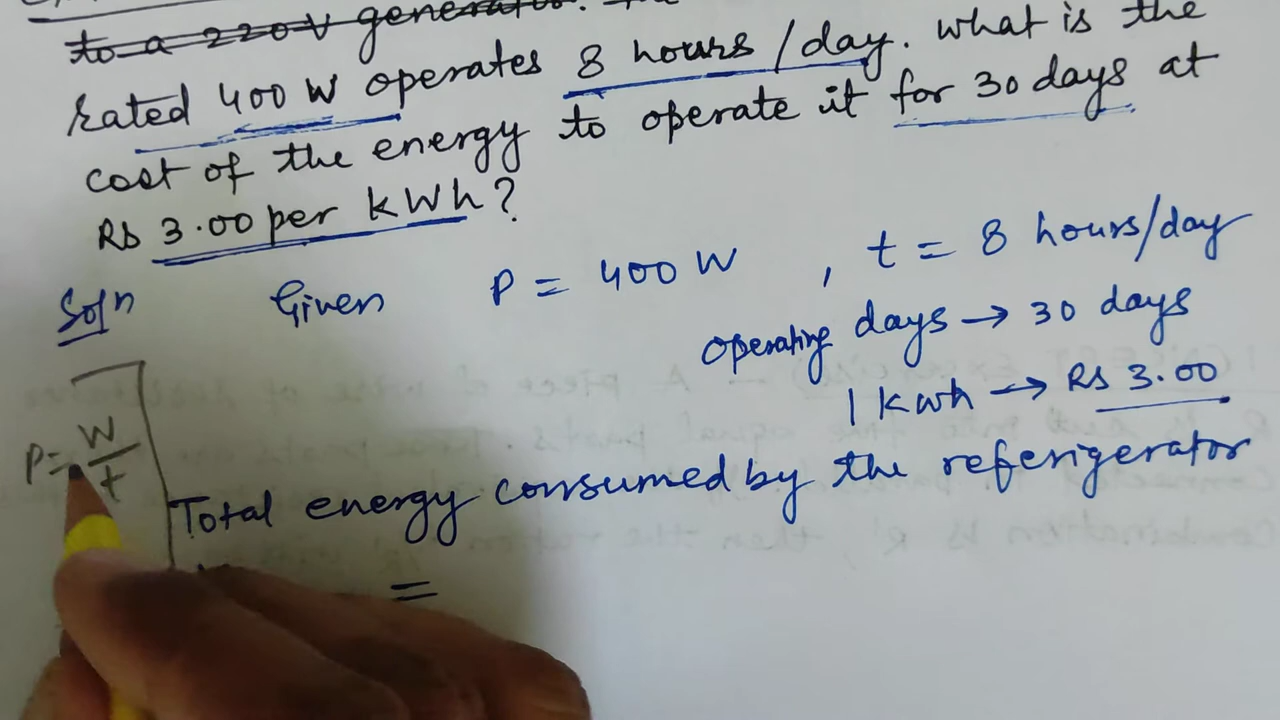 to a 220V generator.
rated 400 W operates 8 hours/day. what is the
cost of the energy to operate it for 30 days at
Rs 3.00 per kWh?
Soln Given P = 400 W , t = 8 hours/day
operating days → 30 days
1 kwh → Rs 3.00
P = W/t
Total energy consumed by the referigerator
=